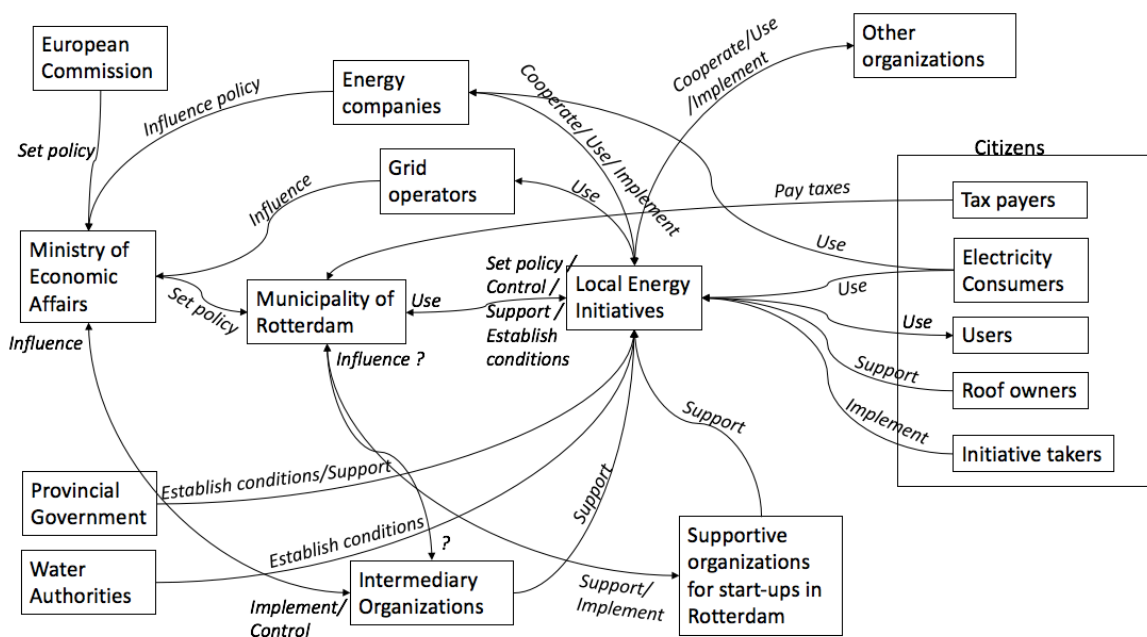 European
Commission
Energy
companies
Other
organizations
Influence policy
Cooperate/ Use/ Implement
Cooperate/Use
/Implement
Set policy
Grid
operators
Citizens
Influence
Use
Pay taxes
Tax payers
Ministry of
Economic
Affairs
Use
Electricity
Consumers
Set policy
Municipality of
Rotterdam
Use
Set policy /
Control /
Support /
Establish
conditions
Local Energy
Initiatives
Use
Use
Users
Influence
Influence ?
Support
Roof owners
Support
Implement
Initiative takers
Provincial
Government
Establish conditions/Support
Support
Water
Authorities
Establish conditions
?
Intermediary
Organizations
Implement/
Control
Support/
Implement
Supportive
organizations
for start-ups in
Rotterdam